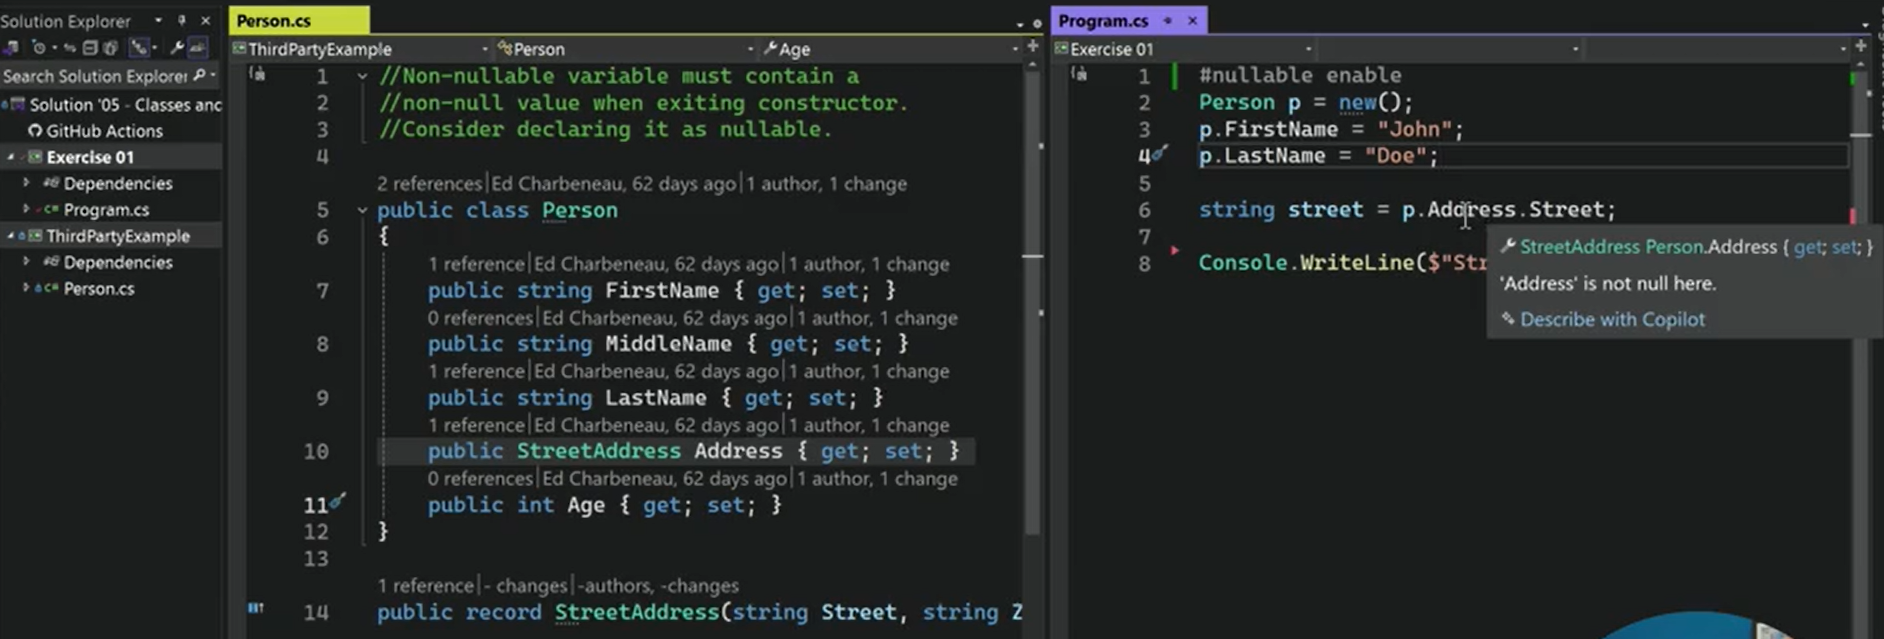 Solution Explorer
Search Solution Explorer
Solution '05 - Classes and
GitHub Actions
Exercise 01
Dependencies
C# Program.cs
ThirdPartyExample
Dependencies
C# Person.cs
Person.cs
ThirdPartyExample Person Age
1 //Non-nullable variable must contain a
2 //non-null value when exiting constructor.
3 //Consider declaring it as nullable.
4
2 references|Ed Charbeneau, 62 days ago|1 author, 1 change
5 public class Person
6 {
1 reference|Ed Charbeneau, 62 days ago|1 author, 1 change
7 public string FirstName { get; set; }
0 references|Ed Charbeneau, 62 days ago|1 author, 1 change
8 public string MiddleName { get; set; }
1 reference|Ed Charbeneau, 62 days ago|1 author, 1 change
9 public string LastName { get; set; }
1 reference|Ed Charbeneau, 62 days ago|1 author, 1 change
10 public StreetAddress Address { get; set; }
0 references|Ed Charbeneau, 62 days ago|1 author, 1 change
11 public int Age { get; set; }
12 }
13
1 reference|- changes|-authors, -changes
14 public record StreetAddress(string Street, string Z
Program.cs
Exercise 01
1 #nullable enable
2 Person p = new();
3 p.FirstName = "John";
4 p.LastName = "Doe";
5
6 string street = p.Address.Street;
7
8 Console.WriteLine($"Str
StreetAddress Person.Address { get; set; }
'Address' is not null here.
Describe with Copilot